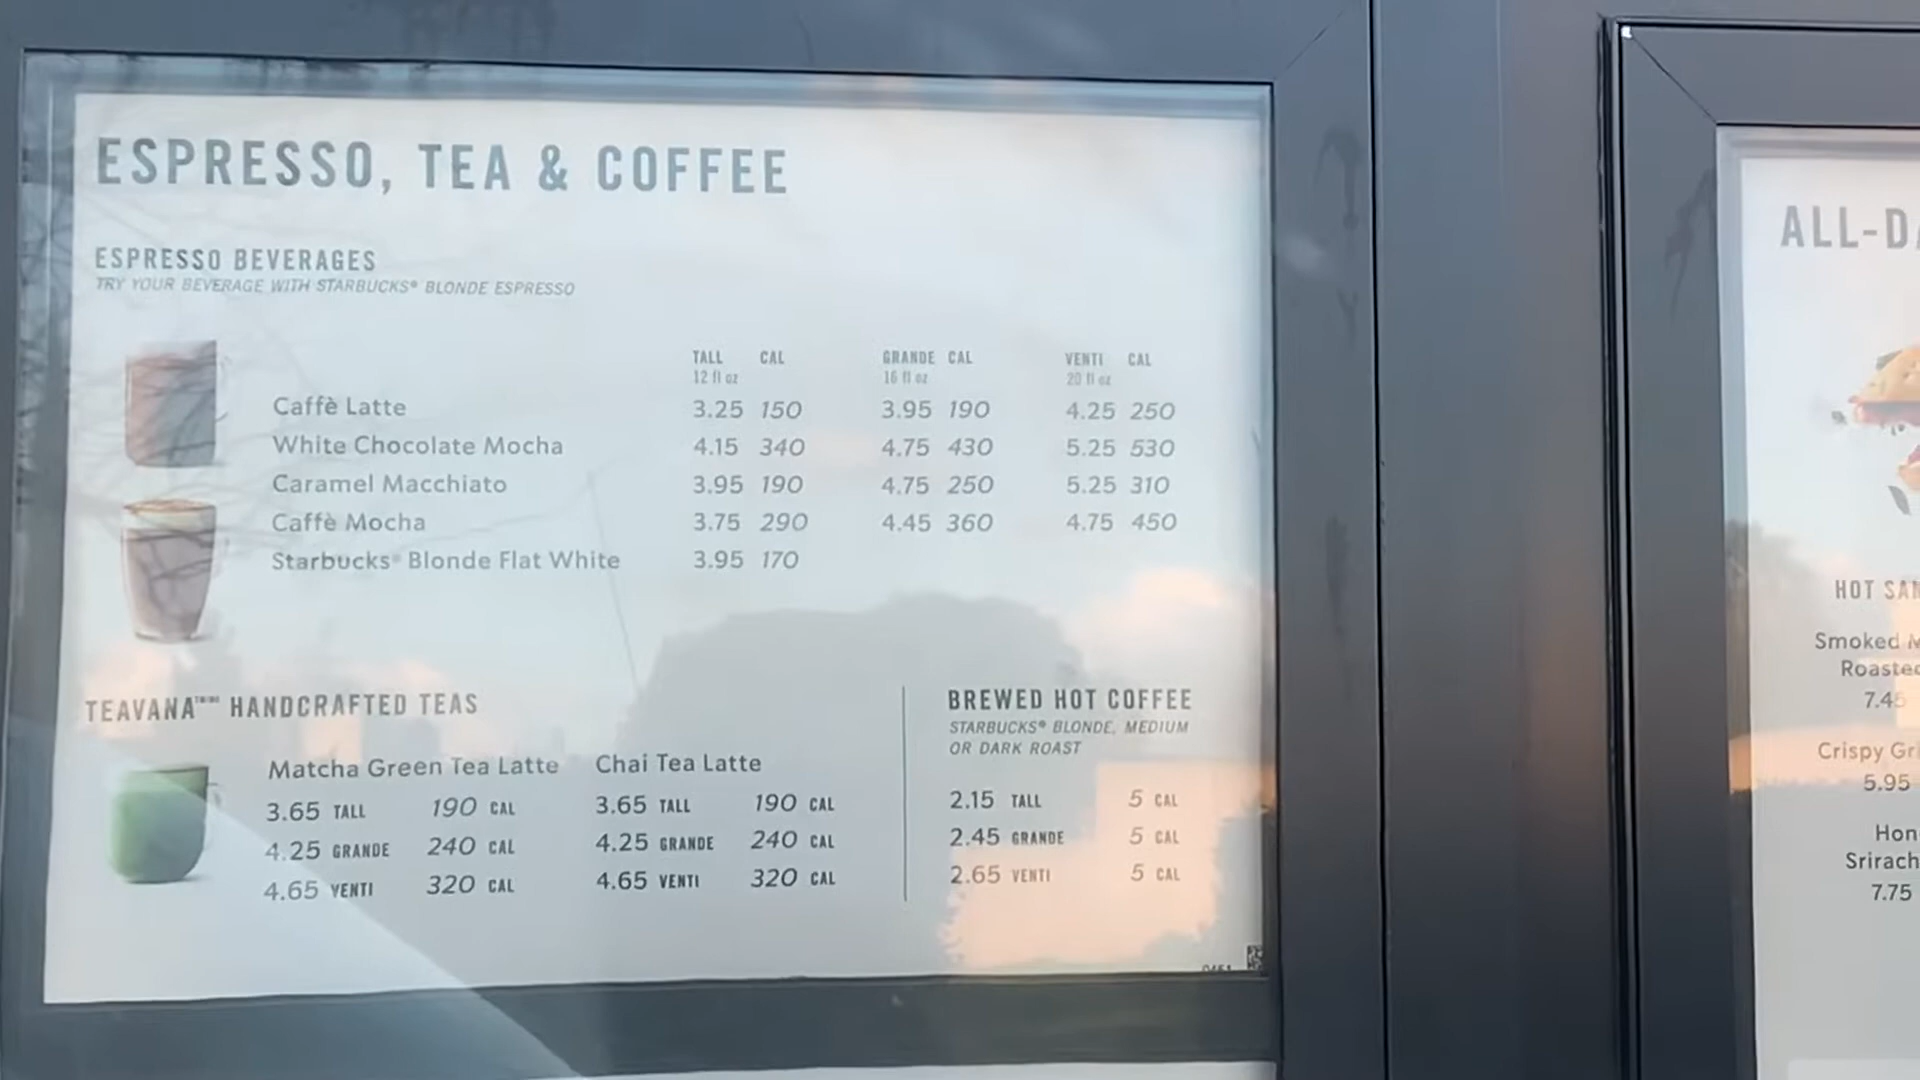 ESPRESSO, TEA & COFFEE
ESPRESSO BEVERAGES
TRY YOUR BEVERAGE WITH STARBUCKS® BLONDE ESPRESSO
TALL CAL GRANDE CAL VENTI CAL
12 fl oz 16 fl oz 20 fl oz
Caffè Latte 3.25 150 3.95 190 4.25 250
White Chocolate Mocha 4.15 340 4.75 430 5.25 530
Caramel Macchiato 3.95 190 4.75 250 5.25 310
Caffè Mocha 3.75 290 4.45 360 4.75 450
Starbucks® Blonde Flat White 3.95 170
TEAVANA HANDCRAFTED TEAS
Matcha Green Tea Latte Chai Tea Latte
3.65 TALL 190 CAL 3.65 TALL 190 CAL
4.25 GRANDE 240 CAL 4.25 GRANDE 240 CAL
4.65 VENTI 320 CAL 4.65 VENTI 320 CAL
BREWED HOT COFFEE
STARBUCKS® BLONDE, MEDIUM
OR DARK ROAST
2.15 TALL 5 CAL
2.45 GRANDE 5 CAL
2.65 VENTI 5 CAL
ALL-DA
HOT SAN
Smoked
Roasted
7.45
Crispy Gri
5.95
Hon
Srirach
7.75